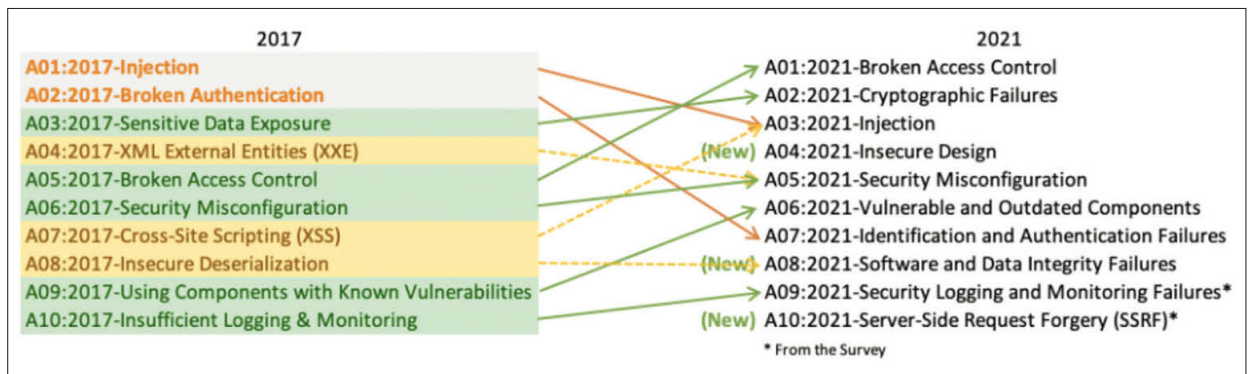 2017
A01:2017-Injection
A02:2017-Broken Authentication
A03:2017-Sensitive Data Exposure
A04:2017-XML External Entities (XXE)
A05:2017-Broken Access Control
A06:2017-Security Misconfiguration
A07:2017-Cross-Site Scripting (XSS)
A08:2017-Insecure Deserialization
A09:2017-Using Components with Known Vulnerabilities
A10:2017-Insufficient Logging & Monitoring
2021
A01:2021-Broken Access Control
A02:2021-Cryptographic Failures
A03:2021-Injection
(New) A04:2021-Insecure Design
A05:2021-Security Misconfiguration
A06:2021-Vulnerable and Outdated Components
A07:2021-Identification and Authentication Failures
(New) A08:2021-Software and Data Integrity Failures
A09:2021-Security Logging and Monitoring Failures*
(New) A10:2021-Server-Side Request Forgery (SSRF)*
* From the Survey